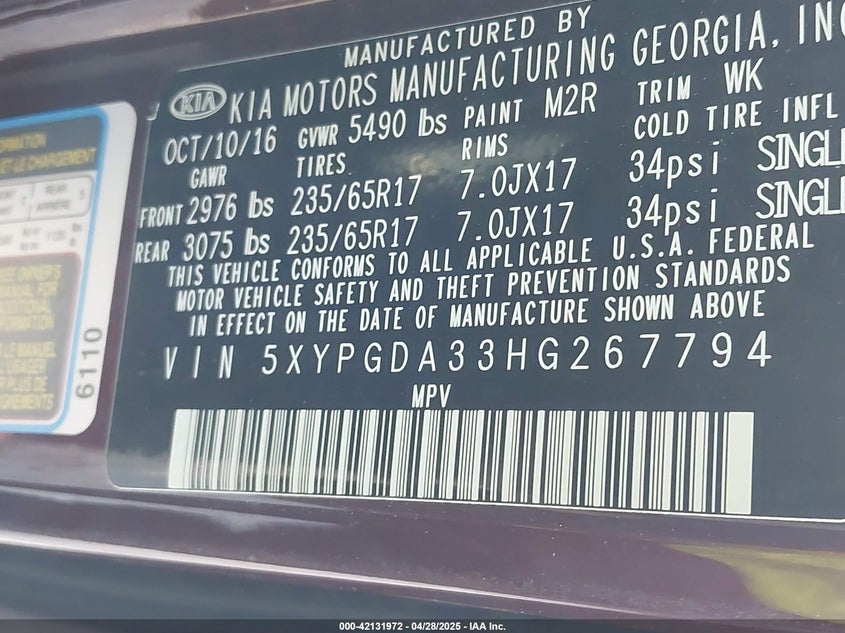 MANUFACTURED BY
KIA KIA MOTORS MANUFACTURING GEORGIA, INC
OCT/10/16 GVWR 5490 lbs PAINT M2R TRIM WK
GAWR TIRES RIMS COLD TIRE INFL
FRONT 2976 lbs 235/65R17 7.0JX17 34psi SINGLE
REAR 3075 lbs 235/65R17 7.0JX17 34psi SINGLE
THIS VEHICLE CONFORMS TO ALL APPLICABLE U.S.A. FEDERAL
MOTOR VEHICLE SAFETY AND THEFT PREVENTION STANDARDS
IN EFFECT ON THE DATE OF MANUFACTURE SHOWN ABOVE
VIN 5XYPGDA33HG267794
MPV
6110
000-42131972 - 04/28/2025 - IAA Inc.